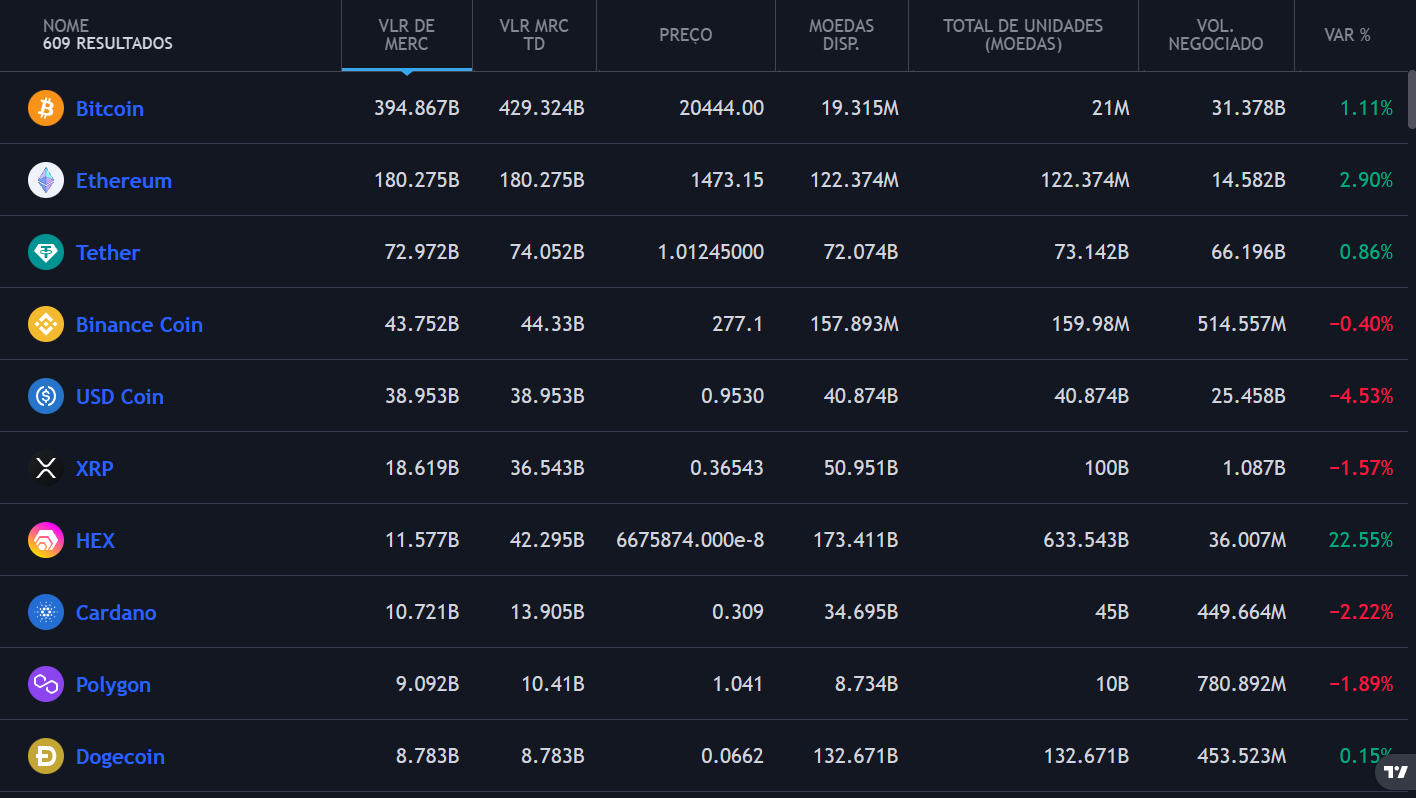 NOME
609 RESULTADOS
VLR DE
MERC
VLR MRC
TD
PREÇO
MOEDAS
DISP.
TOTAL DE UNIDADES
(MOEDAS)
VOL.
NEGOCIADO
VAR %
Bitcoin 394.867B 429.324B 20444.00 19.315M 21M 31.378B 1.11%
Ethereum 180.275B 180.275B 1473.15 122.374M 122.374M 14.582B 2.90%
Tether 72.972B 74.052B 1.01245000 72.074B 73.142B 66.196B 0.86%
Binance Coin 43.752B 44.33B 277.1 157.893M 159.98M 514.557M −0.40%
USD Coin 38.953B 38.953B 0.9530 40.874B 40.874B 25.458B −4.53%
XRP 18.619B 36.543B 0.36543 50.951B 100B 1.087B −1.57%
HEX 11.577B 42.295B 6675874.000e-8 173.411B 633.543B 36.007M 22.55%
Cardano 10.721B 13.905B 0.309 34.695B 45B 449.664M −2.22%
Polygon 9.092B 10.41B 1.041 8.734B 10B 780.892M −1.89%
Dogecoin 8.783B 8.783B 0.0662 132.671B 132.671B 453.523M 0.15%